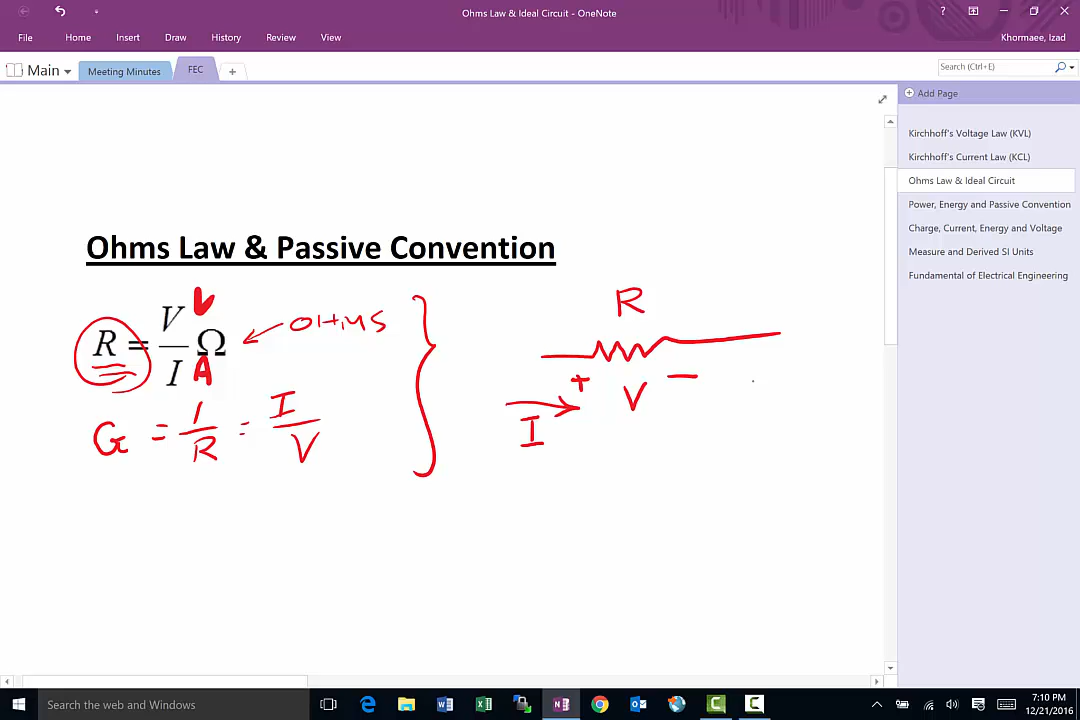 Ohms Law & Ideal Circuit - OneNote
?
File Home Insert Draw History Review View
Khormaee, Izad
Main Meeting Minutes FEC +
Search (Ctrl+E)
Add Page
Kirchhoff's Voltage Law (KVL)
Kirchhoff's Current Law (KCL)
Ohms Law & Ideal Circuit
Power, Energy and Passive Convention
Charge, Current, Energy and Voltage
Measure and Derived SI Units
Fundamental of Electrical Engineering
Ohms Law & Passive Convention
R = V/I Ω
V
A
OHMS
G = 1/R = I/V
R
+ V −
I
Search the web and Windows
7:10 PM
12/21/2016